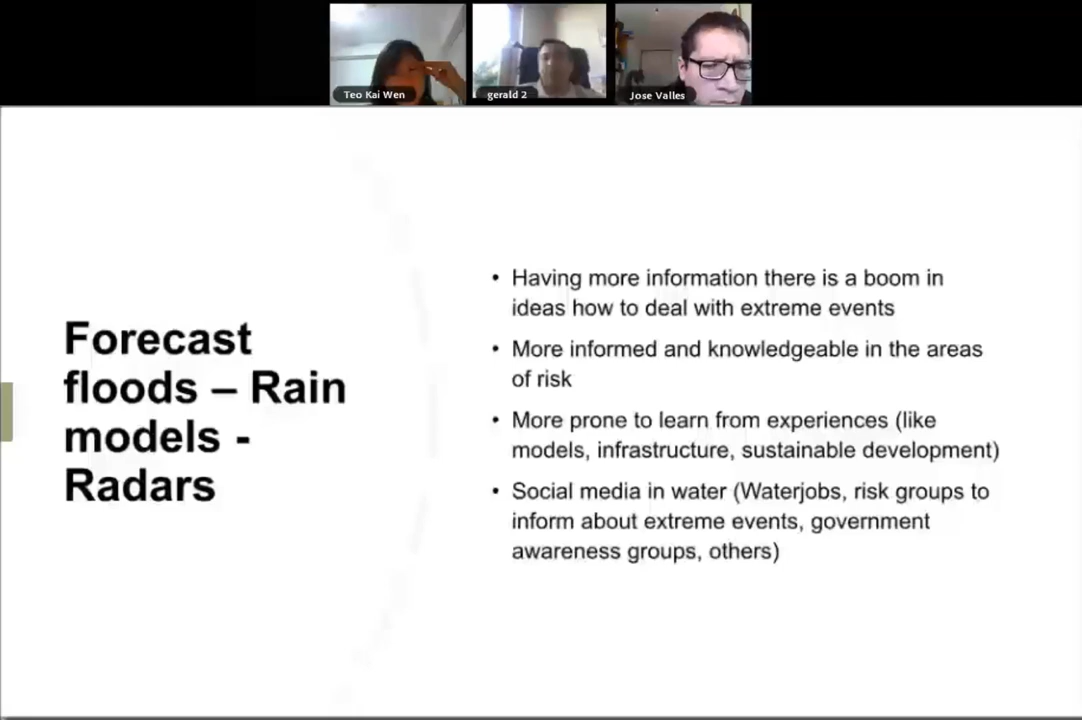 Teo Kai Wen
gerald 2
Jose Valles
Forecast
floods – Rain
models -
Radars
• Having more information there is a boom in
ideas how to deal with extreme events
• More informed and knowledgeable in the areas
of risk
• More prone to learn from experiences (like
models, infrastructure, sustainable development)
• Social media in water (Waterjobs, risk groups to
inform about extreme events, government
awareness groups, others)